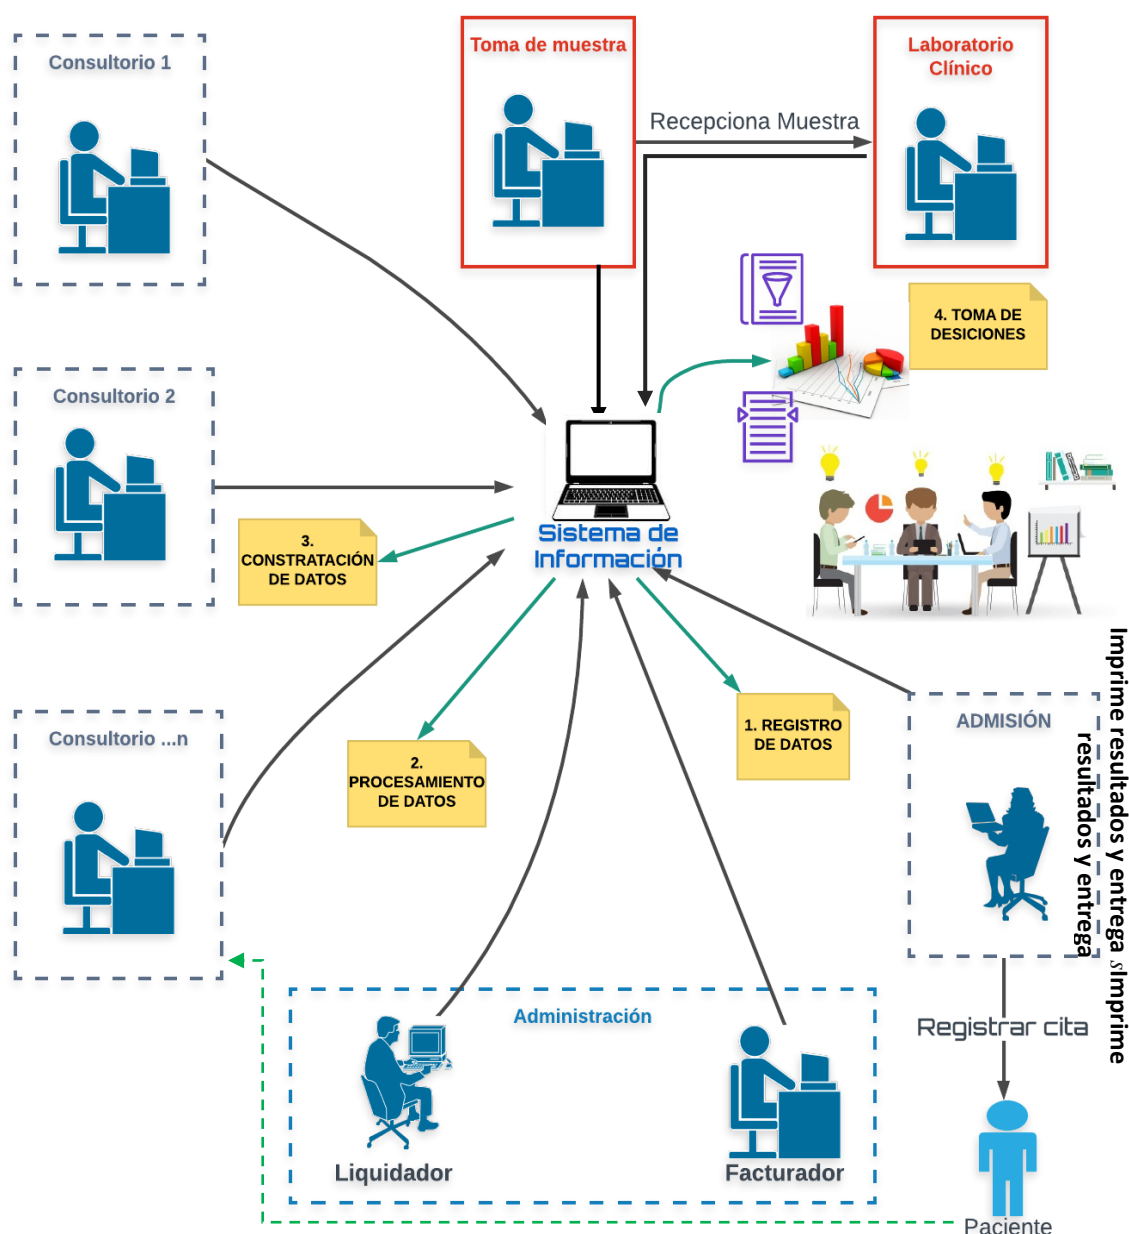 Consultorio 1
Toma de muestra
Laboratorio
Clínico
Recepciona Muestra
4. TOMA DE
DESICIONES
Consultorio 2
3.
CONSTRATACIÓN
DE DATOS
Sistema de
Información
Consultorio ...n
2.
PROCESAMIENTO
DE DATOS
1. REGISTRO
DE DATOS
ADMISIÓN
Imprime resultados y entrega sImprime
resultados y entrega
Registrar cita
Administración
Liquidador
Facturador
Paciente